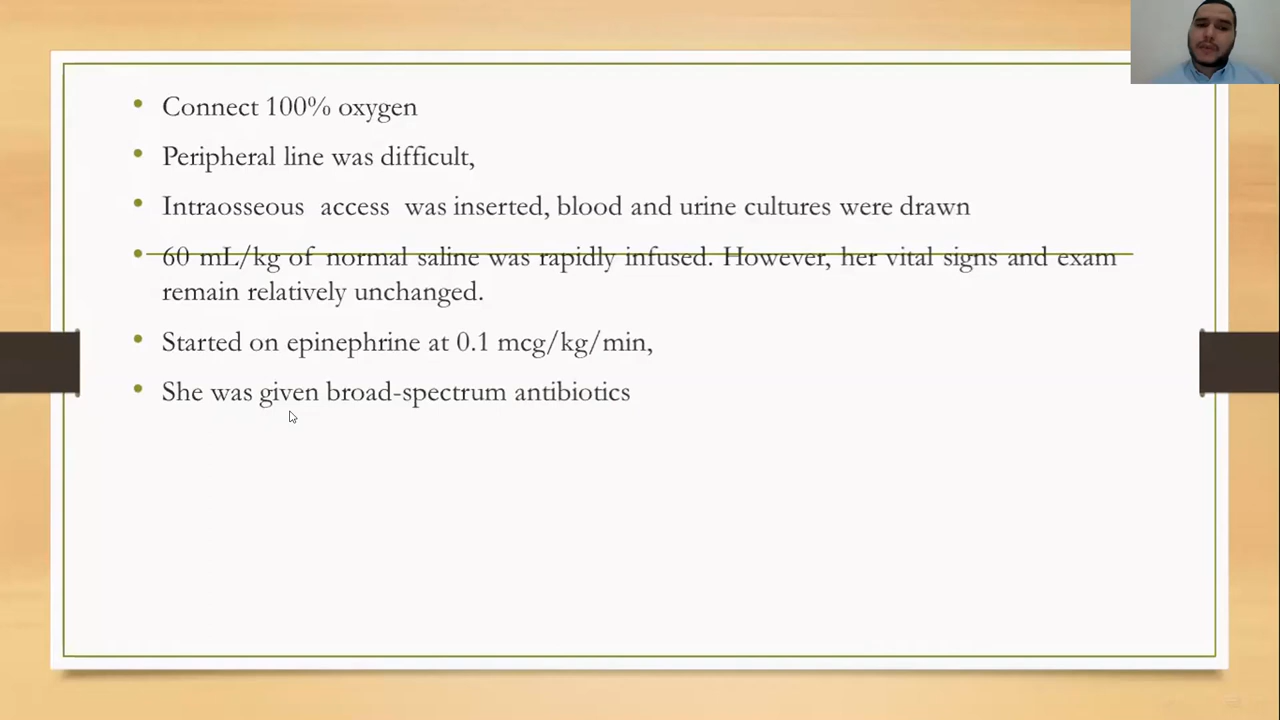 Connect 100% oxygen
Peripheral line was difficult,
Intraosseous access was inserted, blood and urine cultures were drawn
60 mL/kg of normal saline was rapidly infused. However, her vital signs and exam
remain relatively unchanged.
Started on epinephrine at 0.1 mcg/kg/min,
She was given broad-spectrum antibiotics